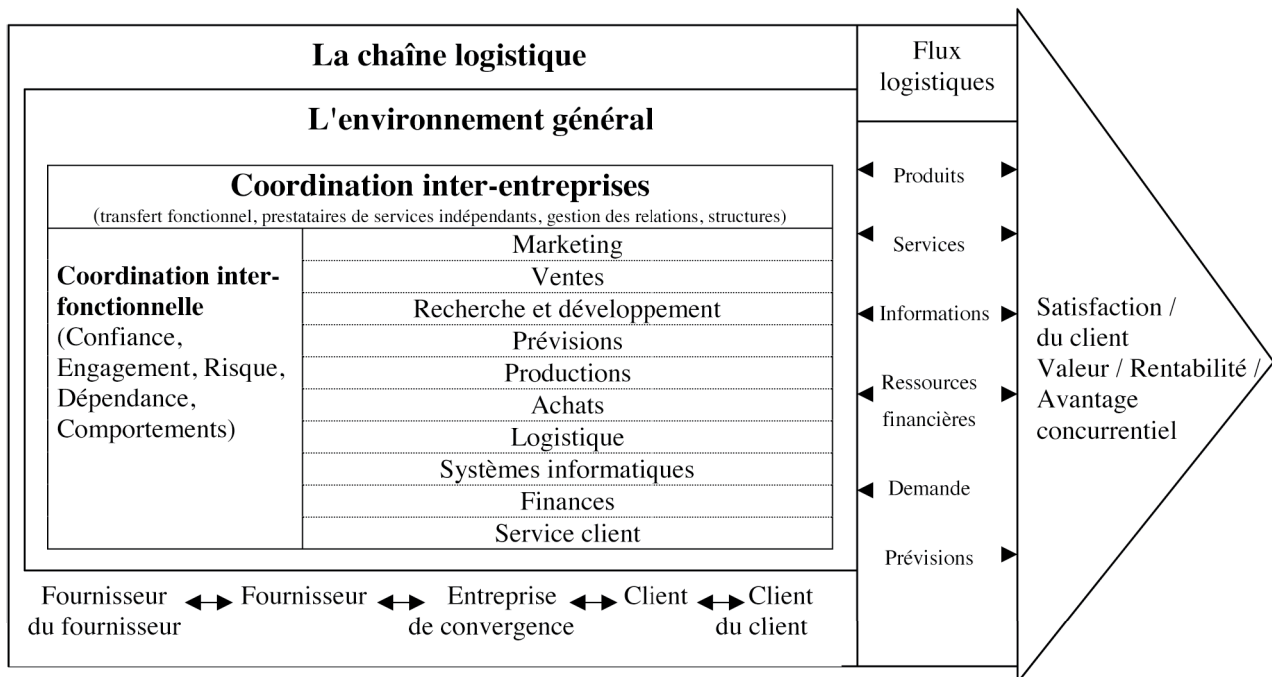 La chaîne logistique
L'environnement général
Coordination inter-entreprises
(transfert fonctionnel, prestataires de services indépendants, gestion des relations, structures)
Coordination inter-
fonctionnelle
(Confiance,
Engagement, Risque,
Dépendance,
Comportements)
Marketing
Ventes
Recherche et développement
Prévisions
Productions
Achats
Logistique
Systèmes informatiques
Finances
Service client
Fournisseur
du fournisseur
Fournisseur
Entreprise
de convergence
Client
Client
du client
Flux
logistiques
Produits
Services
Informations
Ressources
financières
Demande
Prévisions
Satisfaction /
du client
Valeur / Rentabilité /
Avantage
concurrentiel